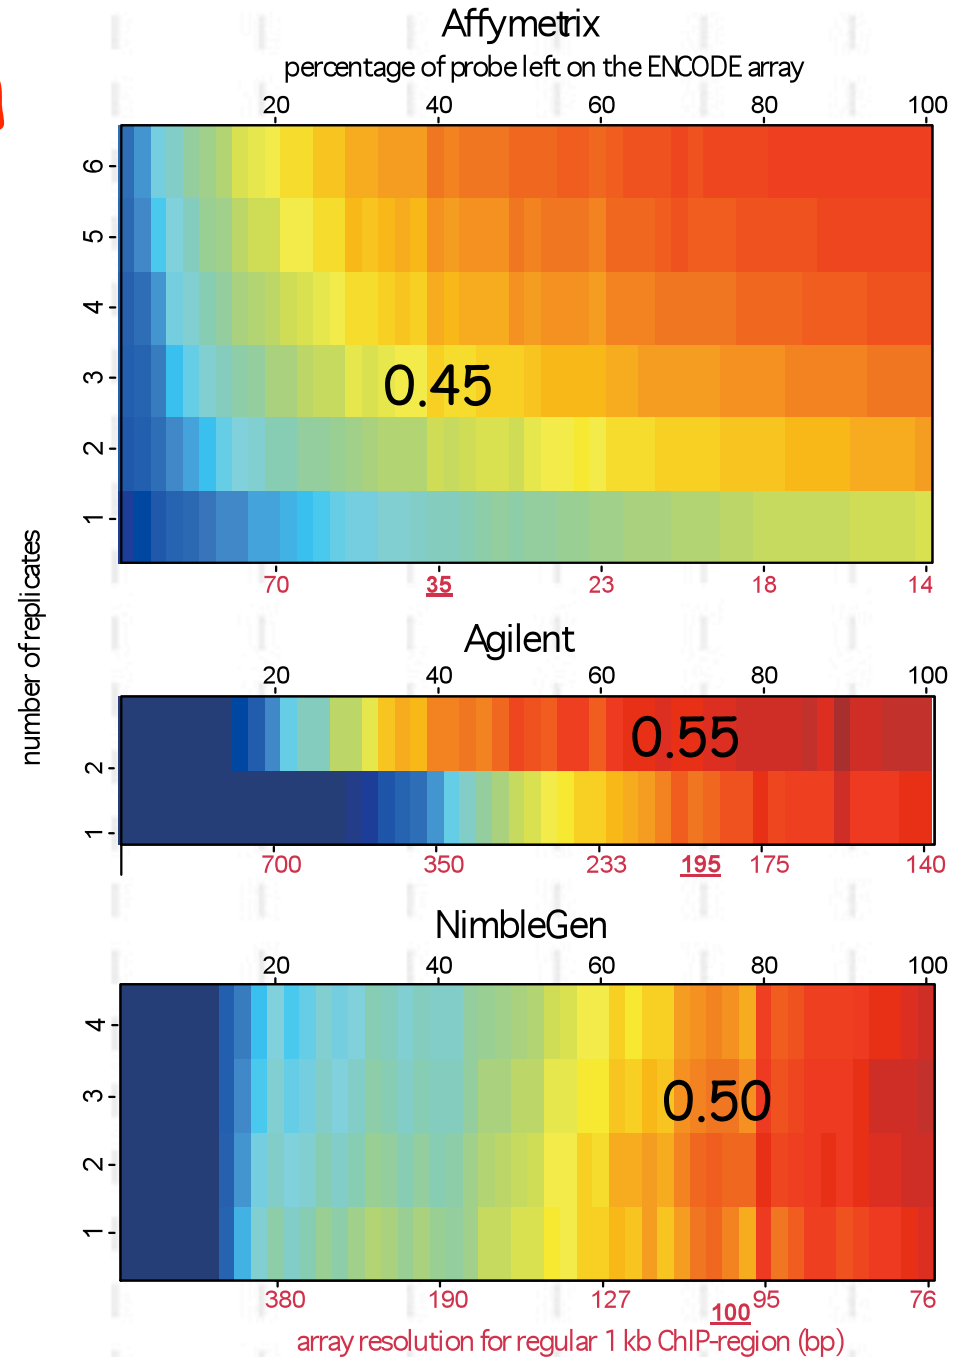 Affymetrix
percentage of probe left on the ENCODE array
20 40 60 80 100
6
5
4
3
2
1
0.45
70 35 23 18 14
number of replicates
Agilent
20 40 60 80 100
2
1
0.55
700 350 233 195 175 140
NimbleGen
20 40 60 80 100
4
3
2
1
0.50
380 190 127 100 95 76
array resolution for regular 1 kb ChIP-region (bp)